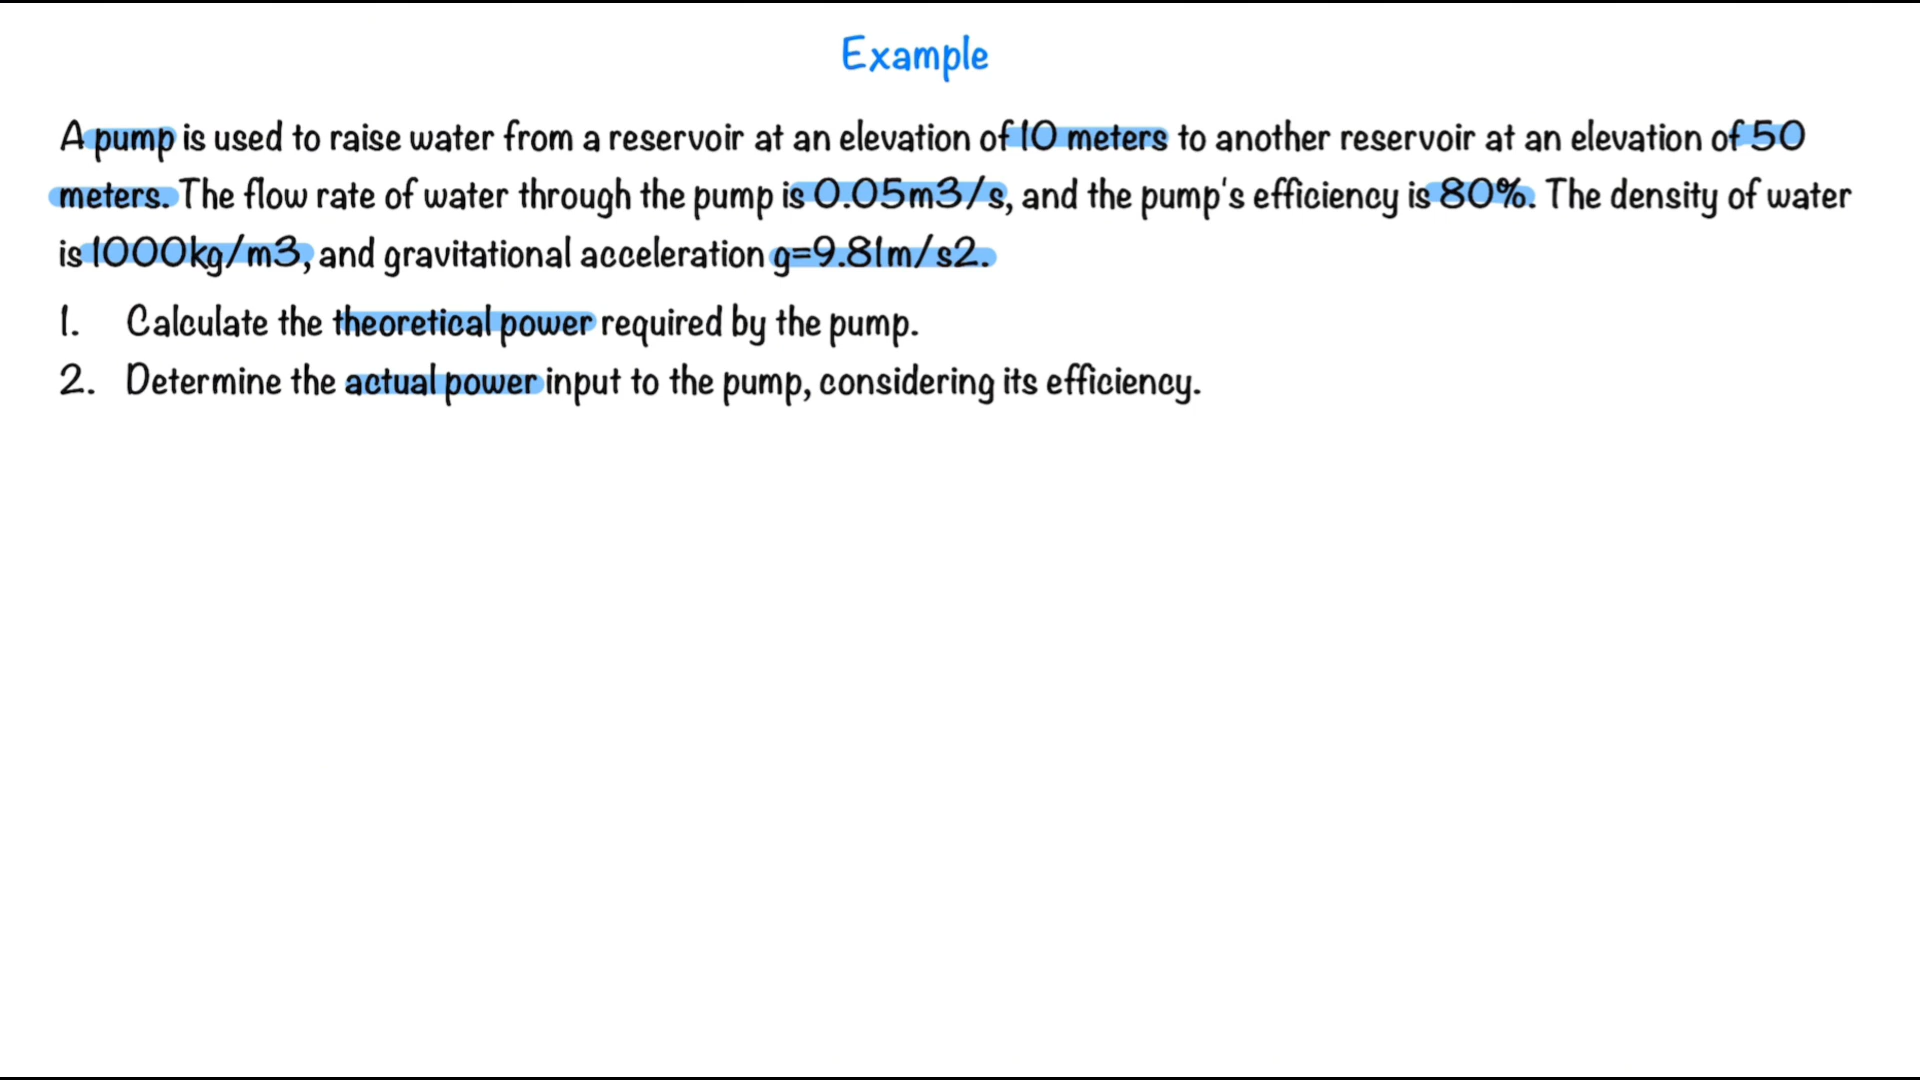 Example
A pump is used to raise water from a reservoir at an elevation of 10 meters to another reservoir at an elevation of 50
meters. The flow rate of water through the pump is 0.05m3/s, and the pump's efficiency is 80%. The density of water
is 1000kg/m3, and gravitational acceleration g=9.81m/s2.
1. Calculate the theoretical power required by the pump.
2. Determine the actual power input to the pump, considering its efficiency.